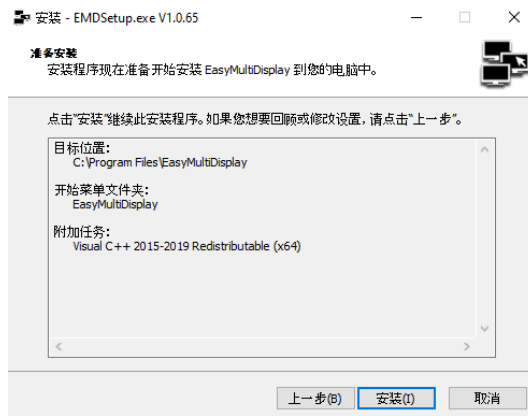 安装 - EMDSetup.exe V1.0.65
准备安装
安装程序现在准备开始安装 EasyMultiDisplay 到您的电脑中。
点击"安装"继续此安装程序。如果您想要回顾或修改设置，请点击"上一步"。
目标位置:
C:\Program Files\EasyMultiDisplay
开始菜单文件夹:
EasyMultiDisplay
附加任务:
Visual C++ 2015-2019 Redistributable (x64)
上一步(B) 安装(I) 取消